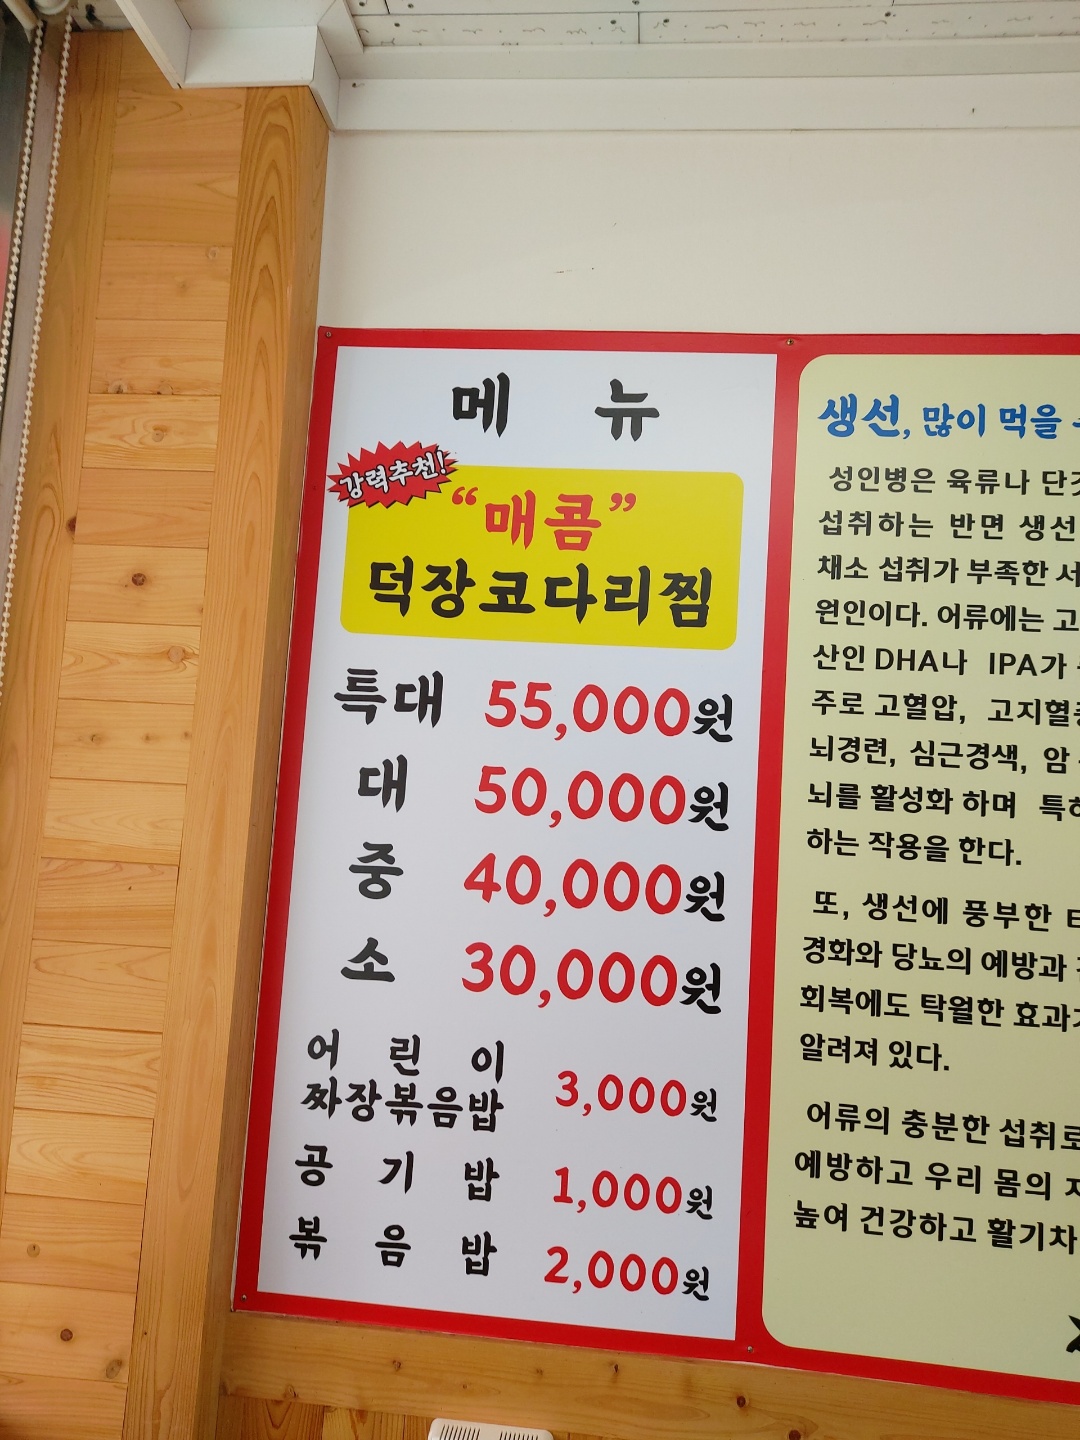 메 뉴
강력추천!
“매콤”
덕장코다리찜
특대 55,000원
대 50,000원
중 40,000원
소 30,000원
어 린 이
짜장볶음밥 3,000원
공 기 밥 1,000원
볶 음 밥 2,000원
생선, 많이 먹을
성인병은 육류나
섭취하는 반면 생선
채소 섭취가 부족한
원인이다. 어류에는
산인 DHA나 IPA가
주로 고혈압,
뇌경련, 심근경색, 암
뇌를 활성화 하며
하는 작용을 한다.
또, 생선에 풍부한
경화와 당뇨의 예방과
회복에도 탁월한
알려져 있다.
어류의 충분한 섭취로
예방하고 우리 몸의
높여 건강하고 활기차